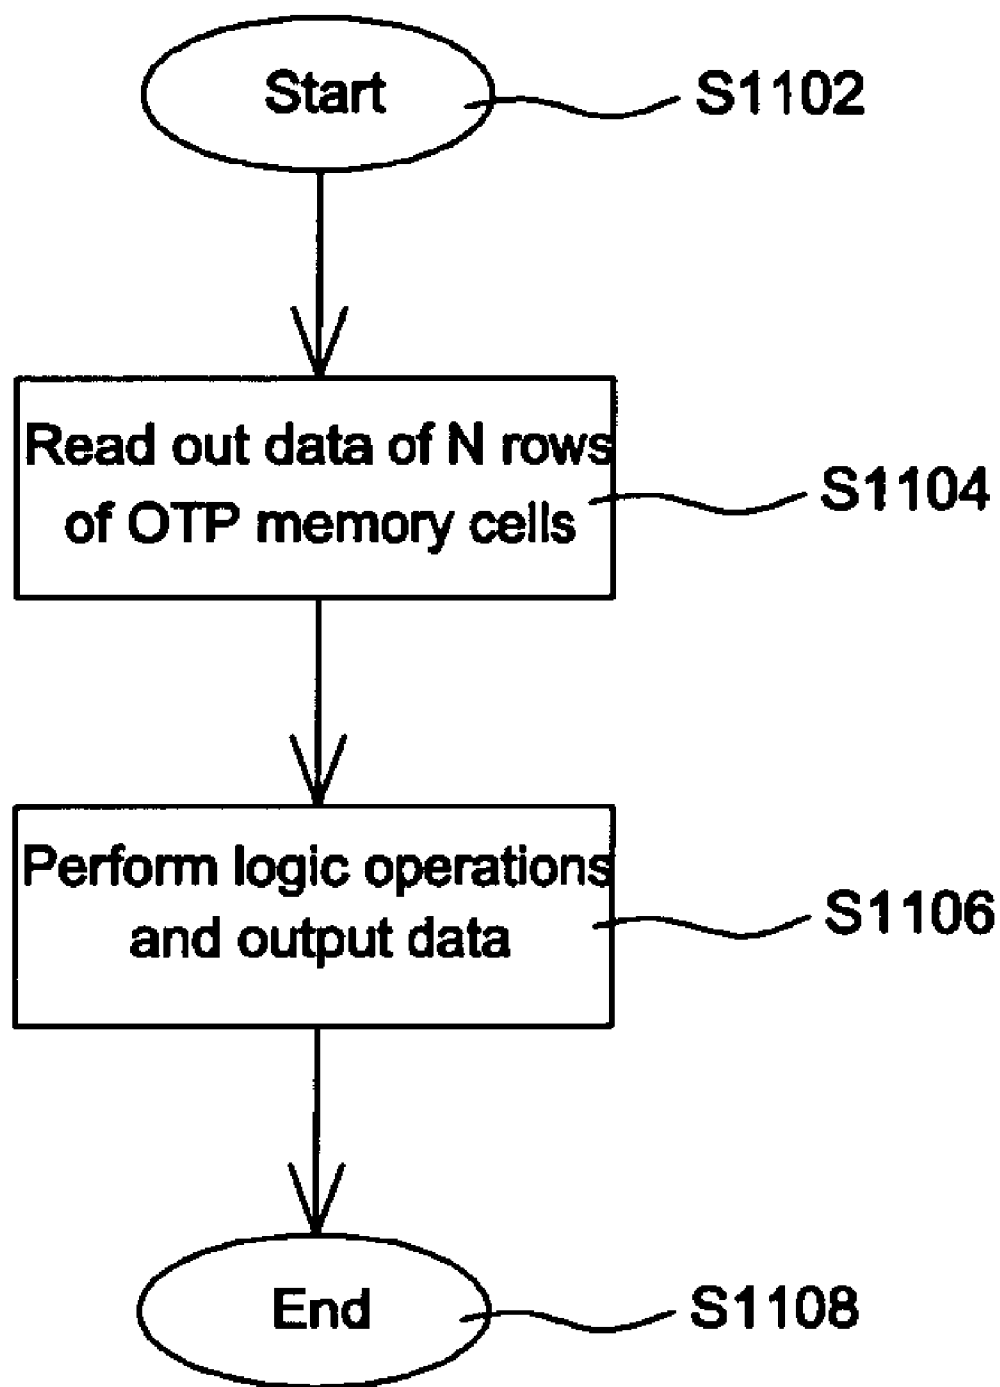 Start
S1102
Read out data of N rows
of OTP memory cells
S1104
Perform logic operations
and output data
S1106
End
S1108